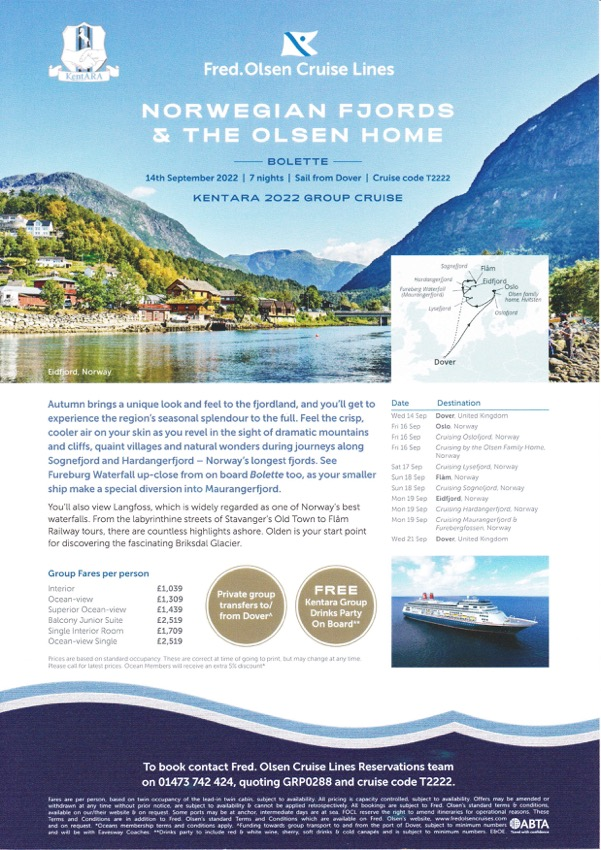 KentARA
Fred.Olsen Cruise Lines
NORWEGIAN FJORDS
& THE OLSEN HOME
BOLETTE
14th September 2022 | 7 nights | Sail from Dover | Cruise code T2222
KENTARA 2022 GROUP CRUISE
Sognefjord
Flåm
Hardangerfjord
Eidfjord
Fureberg Waterfall
(Maurangerfjord)
Oslo
Olsen family
home, Hvitsten
Lysefjord
Oslofjord
Dover
Eidfjord, Norway
Autumn brings a unique look and feel to the fjordland, and you'll get to
experience the region's seasonal splendour to the full. Feel the crisp,
cooler air on your skin as you revel in the sight of dramatic mountains
and cliffs, quaint villages and natural wonders during journeys along
Sognefjord and Hardangerfjord – Norway's longest fjords. See
Fureburg Waterfall up-close from on board Bolette too, as your smaller
ship make a special diversion into Maurangerfjord.
You'll also view Langfoss, which is widely regarded as one of Norway's best
waterfalls. From the labyrinthine streets of Stavanger's Old Town to Flåm
Railway tours, there are countless highlights ashore. Olden is your start point
for discovering the fascinating Briksdal Glacier.
Date Destination
Wed 14 Sep Dover, United Kingdom
Fri 16 Sep Oslo, Norway
Fri 16 Sep Cruising Oslofjord, Norway
Fri 16 Sep Cruising by the Olsen Family Home,
Norway
Sat 17 Sep Cruising Lysefjord, Norway
Sun 18 Sep Flåm, Norway
Sun 18 Sep Cruising Sognefjord, Norway
Mon 19 Sep Eidfjord, Norway
Mon 19 Sep Cruising Hardangerfjord, Norway
Mon 19 Sep Cruising Maurangerfjord &
Furebergfossen, Norway
Wed 21 Sep Dover, United Kingdom
Group Fares per person
Interior £1,039
Ocean-view £1,309
Superior Ocean-view £1,439
Balcony Junior Suite £2,519
Single Interior Room £1,709
Ocean-view Single £2,519
Private group
transfers to/
from Dover^
FREE
Kentara Group
Drinks Party
On Board**
Prices are based on standard occupancy. These are correct at time of going to print, but may change at any time.
Please call for latest prices. Ocean Members will receive an extra 5% discount*
To book contact Fred. Olsen Cruise Lines Reservations team
on 01473 742 424, quoting GRP0288 and cruise code T2222.
Fares are per person, based on twin occupancy of the lead-in twin cabin, subject to availability. All pricing is capacity controlled, subject to availability. Offers may be amended or
withdrawn at any time without prior notice, are subject to availability & cannot be applied retrospectively. All bookings are subject to Fred. Olsen's standard terms & conditions,
available on our/their website & on request. Some ports may be at anchor, intermediate days are at sea. FOCL reserve the right to amend itineraries for operational reasons. These
Terms and Conditions are in addition to Fred. Olsen's standard Terms and Conditions which are available on Fred. Olsen's website, www.fredolsencruises.com
and on request. *Oceans membership terms and conditions apply. ^Funding towards group transport to and from the port of Dover, subject to minimum numbers
and will be with Eavesway Coaches. **Drinks party to include red & white wine, sherry, soft drinks & cold canapés and is subject to minimum numbers. E&OE.
ABTA
Travel with confidence